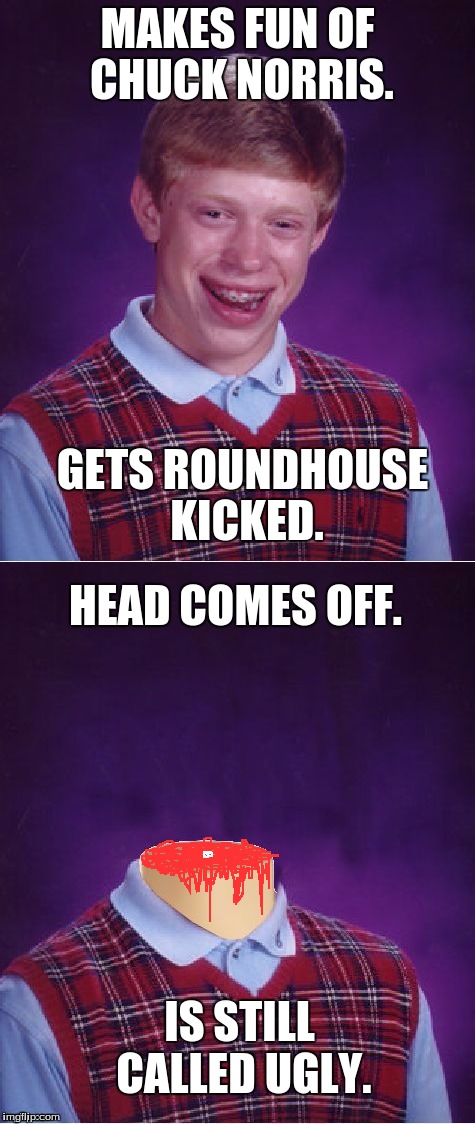 MAKES FUN OF
CHUCK NORRIS.
GETS ROUNDHOUSE
KICKED.
HEAD COMES OFF.
IS STILL
CALLED UGLY.
imgflip.com